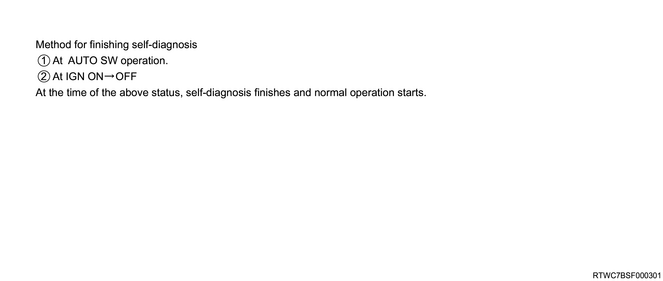 Method for finishing self-diagnosis
① At AUTO SW operation.
② At IGN ON→OFF
At the time of the above status, self-diagnosis finishes and normal operation starts.
RTWC7BSF000301